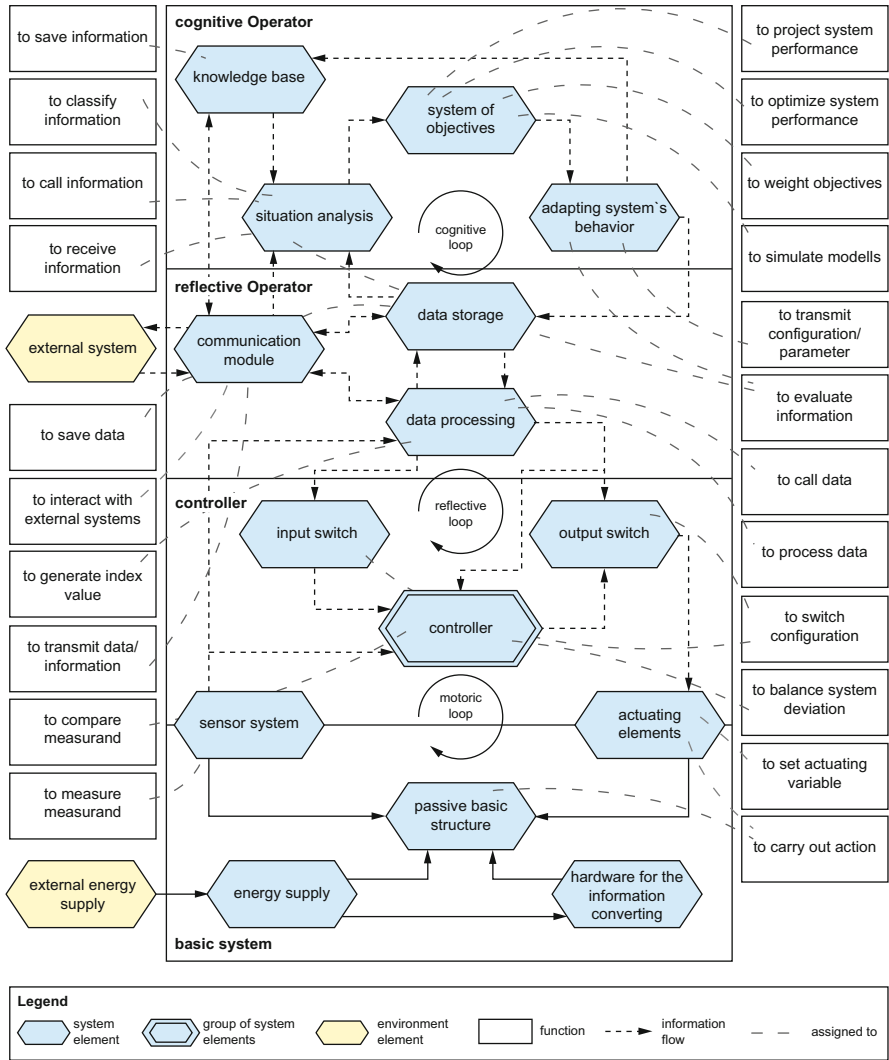 cognitive Operator
to save information
to classify
information
to call information
to receive
information
external system
to save data
to interact with
external systems
to generate index
value
to transmit data/
information
to compare
measurand
to measure
measurand
external energy
supply
knowledge base
system of
objectives
situation analysis
adapting system`s
behavior
cognitive
loop
reflective Operator
communication
module
data storage
data processing
controller
input switch
reflective
loop
output switch
controller
sensor system
motoric
loop
actuating
elements
passive basic
structure
energy supply
hardware for the
information
converting
basic system
to project system
performance
to optimize system
performance
to weight objectives
to simulate modells
to transmit
configuration/
parameter
to evaluate
information
to call data
to process data
to switch
configuration
to balance system
deviation
to set actuating
variable
to carry out action
Legend
system
element
group of system
elements
environment
element
function
information
flow
assigned to